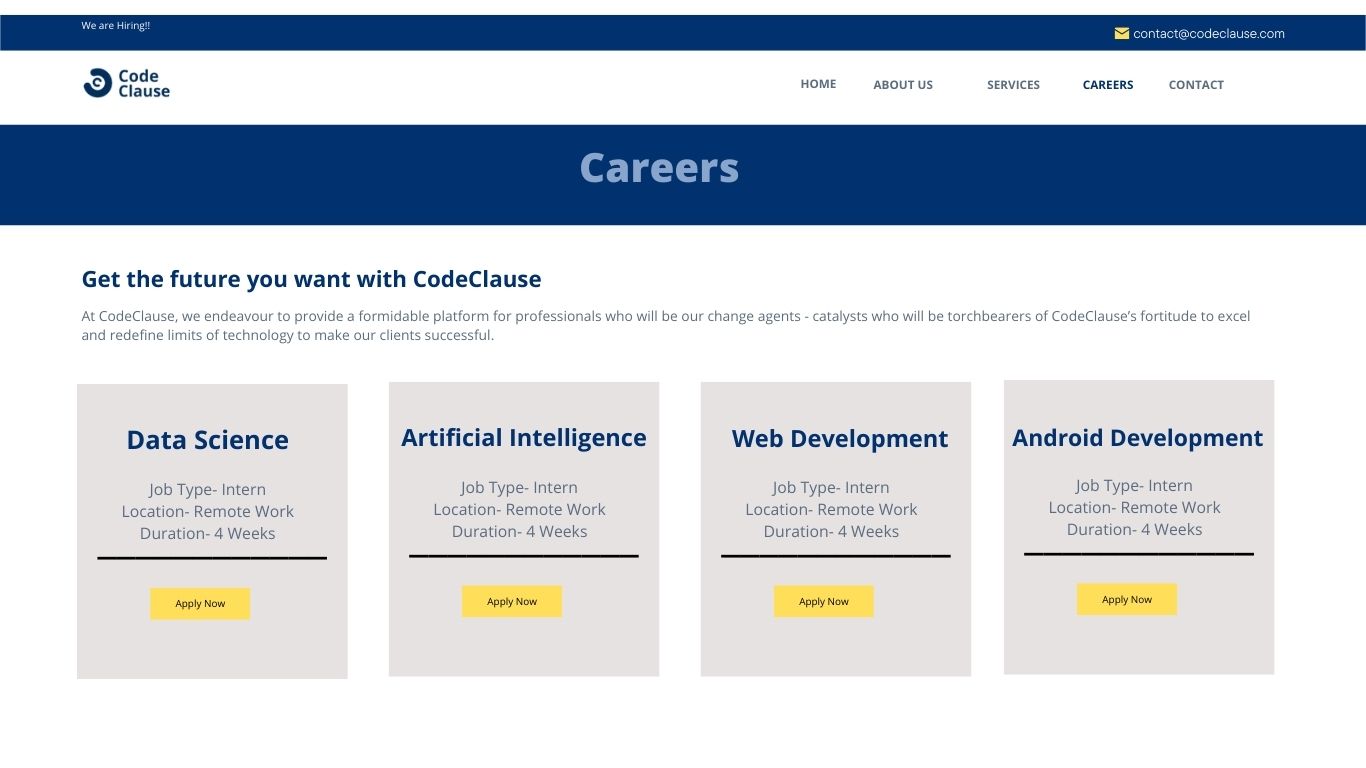 We are Hiring!!
contact@codeclause.com
Code
Clause
HOME ABOUT US SERVICES CAREERS CONTACT
Careers
Get the future you want with CodeClause
At CodeClause, we endeavour to provide a formidable platform for professionals who will be our change agents - catalysts who will be torchbearers of CodeClause’s fortitude to excel
and redefine limits of technology to make our clients successful.
Data Science
Job Type- Intern
Location- Remote Work
Duration- 4 Weeks
Apply Now
Artificial Intelligence
Job Type- Intern
Location- Remote Work
Duration- 4 Weeks
Apply Now
Web Development
Job Type- Intern
Location- Remote Work
Duration- 4 Weeks
Apply Now
Android Development
Job Type- Intern
Location- Remote Work
Duration- 4 Weeks
Apply Now